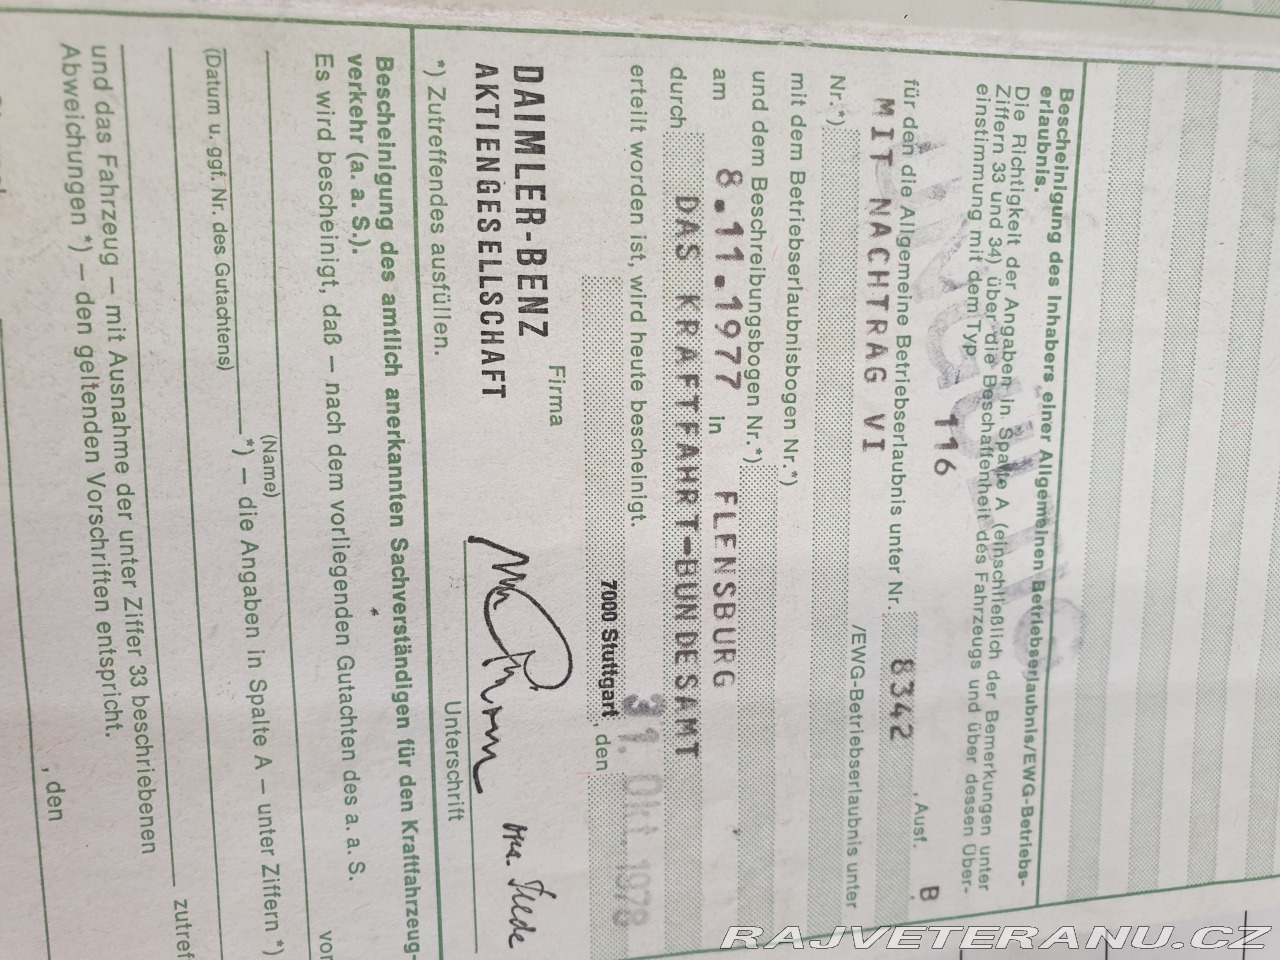 Bescheinigung des Inhabers einer Allgemeinen Betriebserlaubnis/EWG-Betriebs-
erlaubnis.
Die Richtigkeit der Angaben in Spalte A (einschließlich der Bemerkungen unter
Ziffern 33 und 34) über die Beschaffenheit des Fahrzeugs und über dessen Über-
einstimmung mit dem Typ
116
für den die Allgemeine Betriebserlaubnis unter Nr. 8342 , Ausf. B
MIT NACHTRAG VI /EWG-Betriebserlaubnis unter
Nr.*)
mit dem Betriebserlaubnisbogen Nr.*)
und dem Beschreibungsbogen Nr.*)
am 8.11.1977 in FLENSBURG
durch DAS KRAFTFAHRT-BUNDESAMT
erteilt worden ist, wird heute bescheinigt.
7000 Stuttgart , den 31. Okt. 1978
Firma
DAIMLER-BENZ
AKTIENGESELLSCHAFT
Unterschrift
*) Zutreffendes ausfüllen.
Bescheinigung des amtlich anerkannten Sachverständigen für den Kraftfahrzeug-
verkehr (a. a. S.).
Es wird bescheinigt, daß – nach dem vorliegenden Gutachten des a. a. S.
(Name)
*) – die Angaben in Spalte A – unter Ziffern *)
(Datum u. ggf. Nr. des Gutachtens)
und das Fahrzeug – mit Ausnahme der unter Ziffer 33 beschriebenen
Abweichungen *) – den geltenden Vorschriften entspricht.
, den
RAJVETERANU.CZ